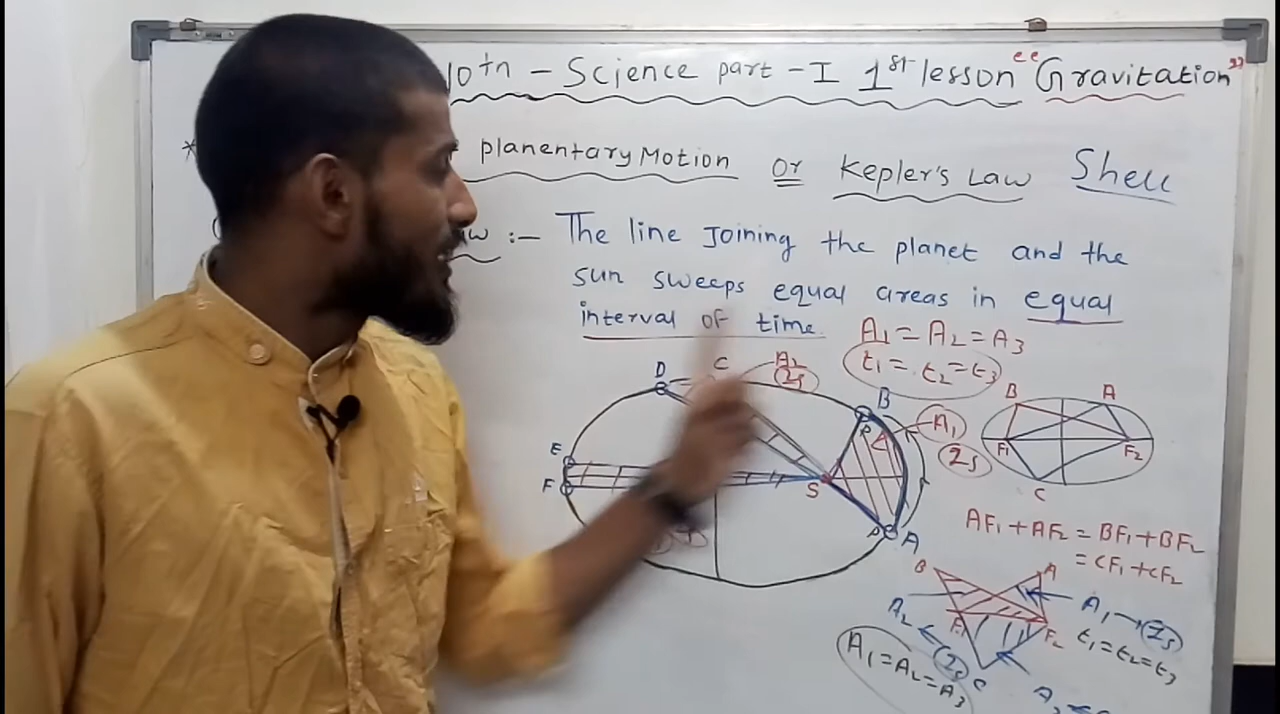 10th - Science part - I 1st lesson "Gravitation"
* planentary Motion or Kepler's Law Shell
:- The line Joining the planet and the
sun sweeps equal areas in equal
interval of time.
A1 = A2 = A3
t1 = t2 = t3
D C A2
2s
B
P
A1
2s
E
F
S
P A
B A
F1 F2
C
AF1 + AF2 = BF1 + BF2
= CF1 + CF2
B A
A1 → 2s
A2
F1 F2
t1 = t2 = t3
A1 = A2 = A3
C